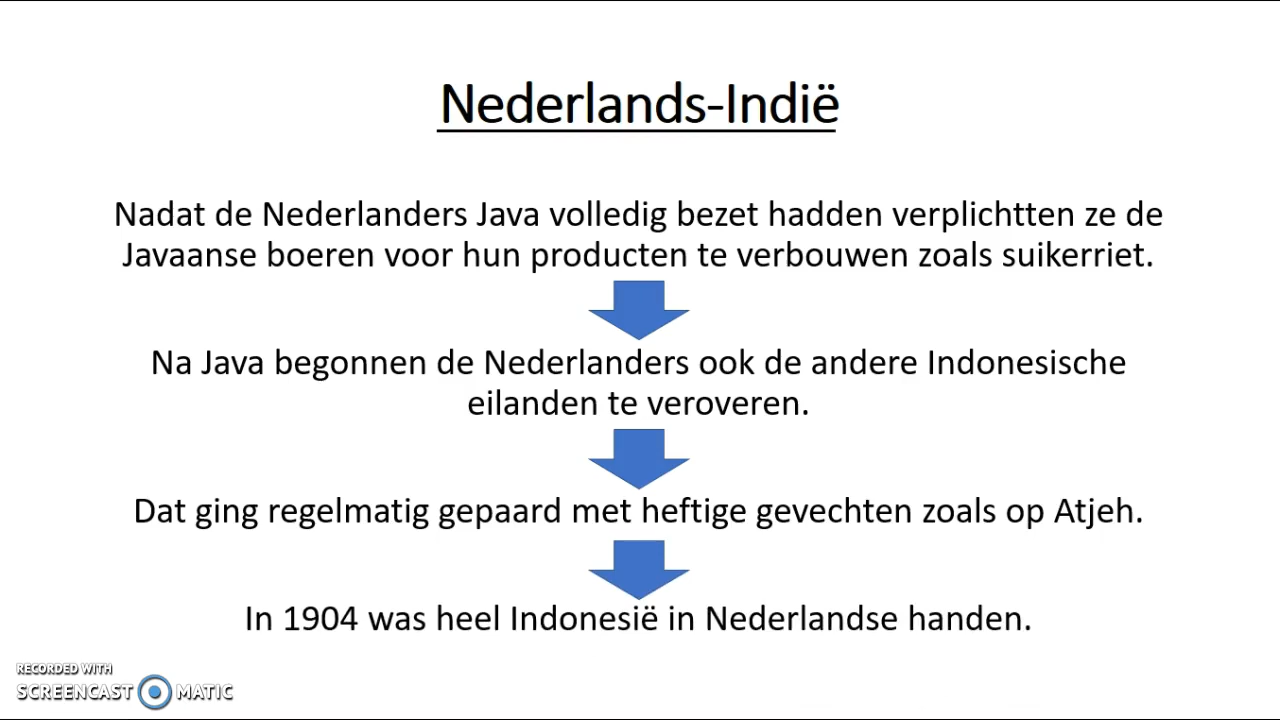 Nederlands-Indië
Nadat de Nederlanders Java volledig bezet hadden verplichtten ze de
Javaanse boeren voor hun producten te verbouwen zoals suikerriet.
Na Java begonnen de Nederlanders ook de andere Indonesische
eilanden te veroveren.
Dat ging regelmatig gepaard met heftige gevechten zoals op Atjeh.
In 1904 was heel Indonesië in Nederlandse handen.
RECORDED WITH
SCREENCAST MATIC